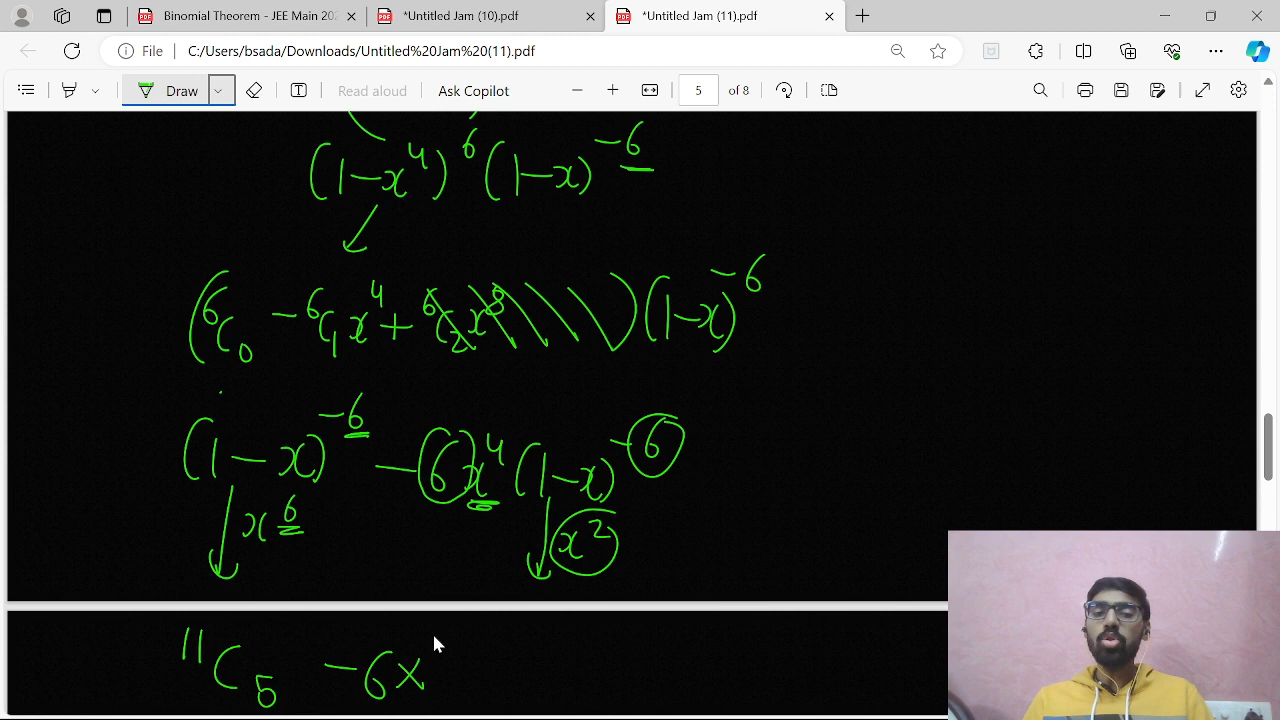 Binomial Theorem - JEE Main 202
*Untitled Jam (10).pdf
*Untitled Jam (11).pdf
File C:/Users/bsada/Downloads/Untitled%20Jam%20(11).pdf
Draw Read aloud Ask Copilot 5 of 8
(1-x⁴)⁶(1-x)⁻⁶
(⁶C₀ - ⁶C₁x⁴ + ⁶C₂x⁸)(1-x)⁻⁶
(1-x)⁻⁶ - 6x⁴(1-x)⁻⁶
x⁶ x²
¹¹C₅ - 6×